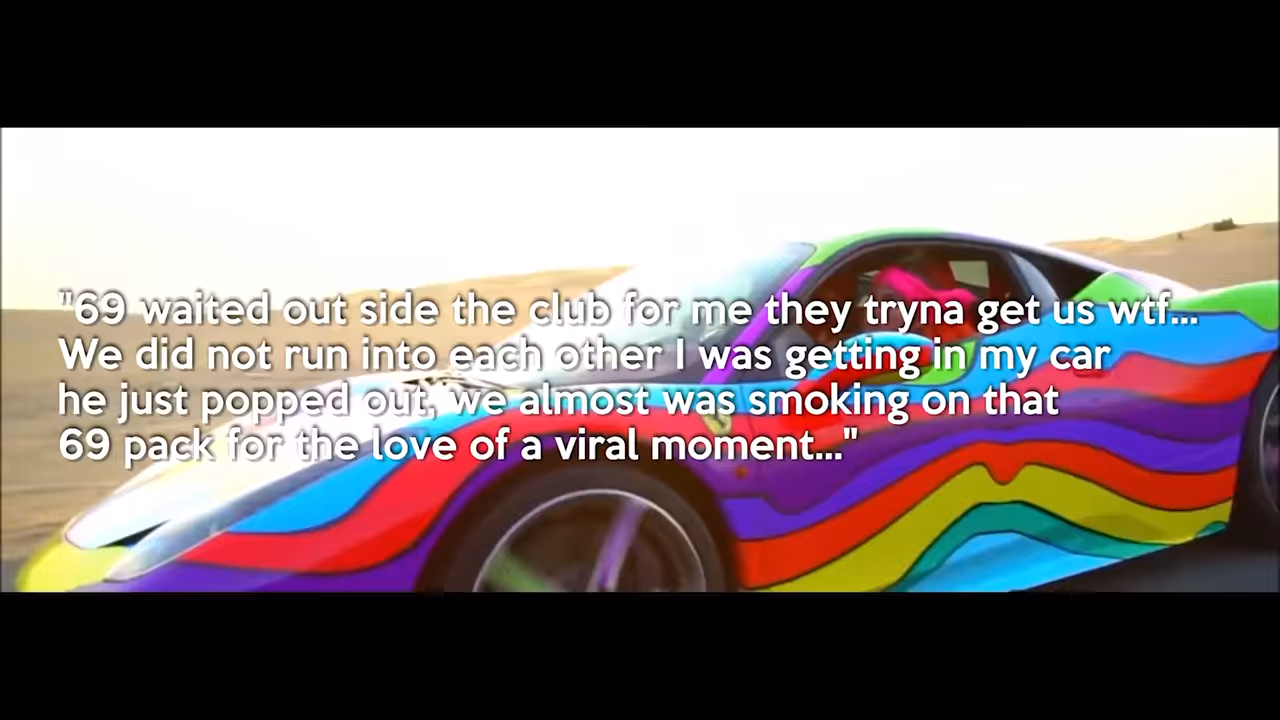 "69 waited out side the club for me they tryna get us wtf...
We did not run into each other I was getting in my car
he just popped out, we almost was smoking on that
69 pack for the love of a viral moment..."